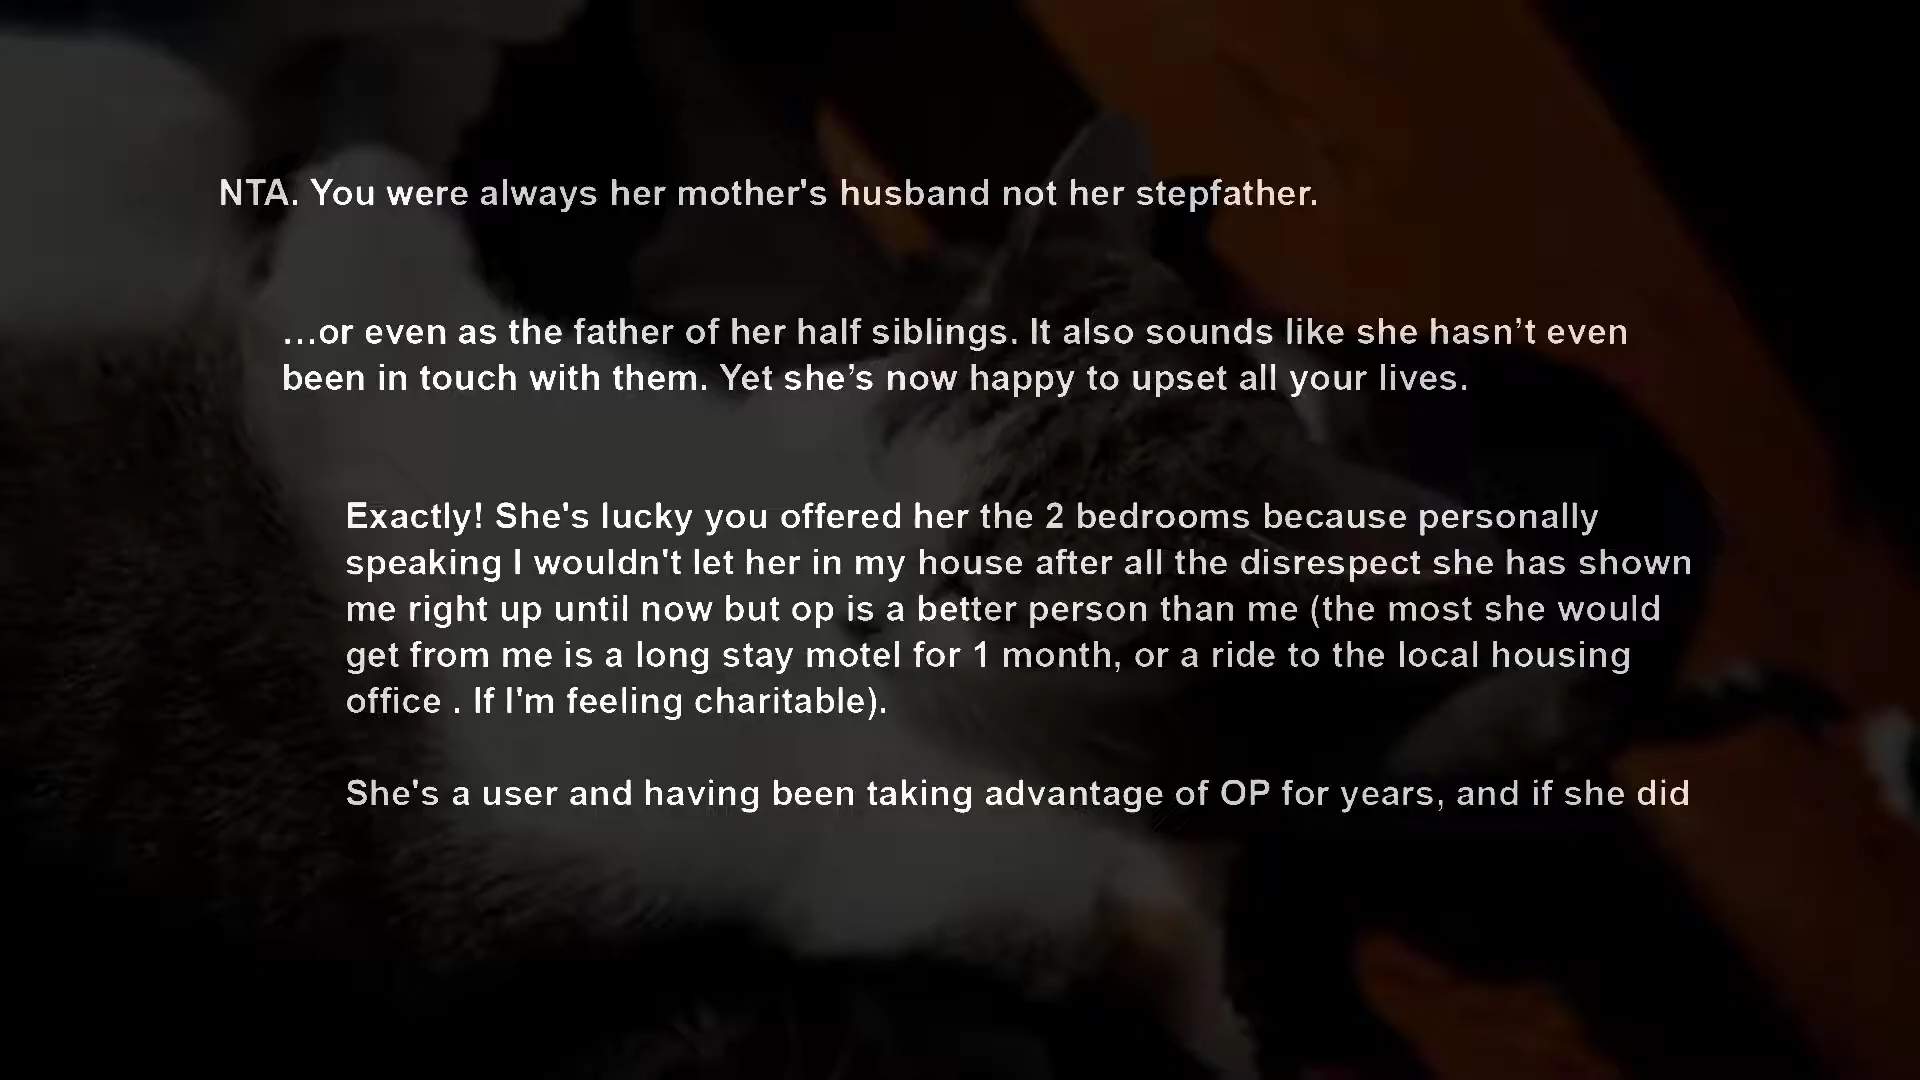 NTA. You were always her mother's husband not her stepfather.
…or even as the father of her half siblings. It also sounds like she hasn’t even
been in touch with them. Yet she’s now happy to upset all your lives.
Exactly! She's lucky you offered her the 2 bedrooms because personally
speaking I wouldn't let her in my house after all the disrespect she has shown
me right up until now but op is a better person than me (the most she would
get from me is a long stay motel for 1 month, or a ride to the local housing
office . If I'm feeling charitable).
She's a user and having been taking advantage of OP for years, and if she did